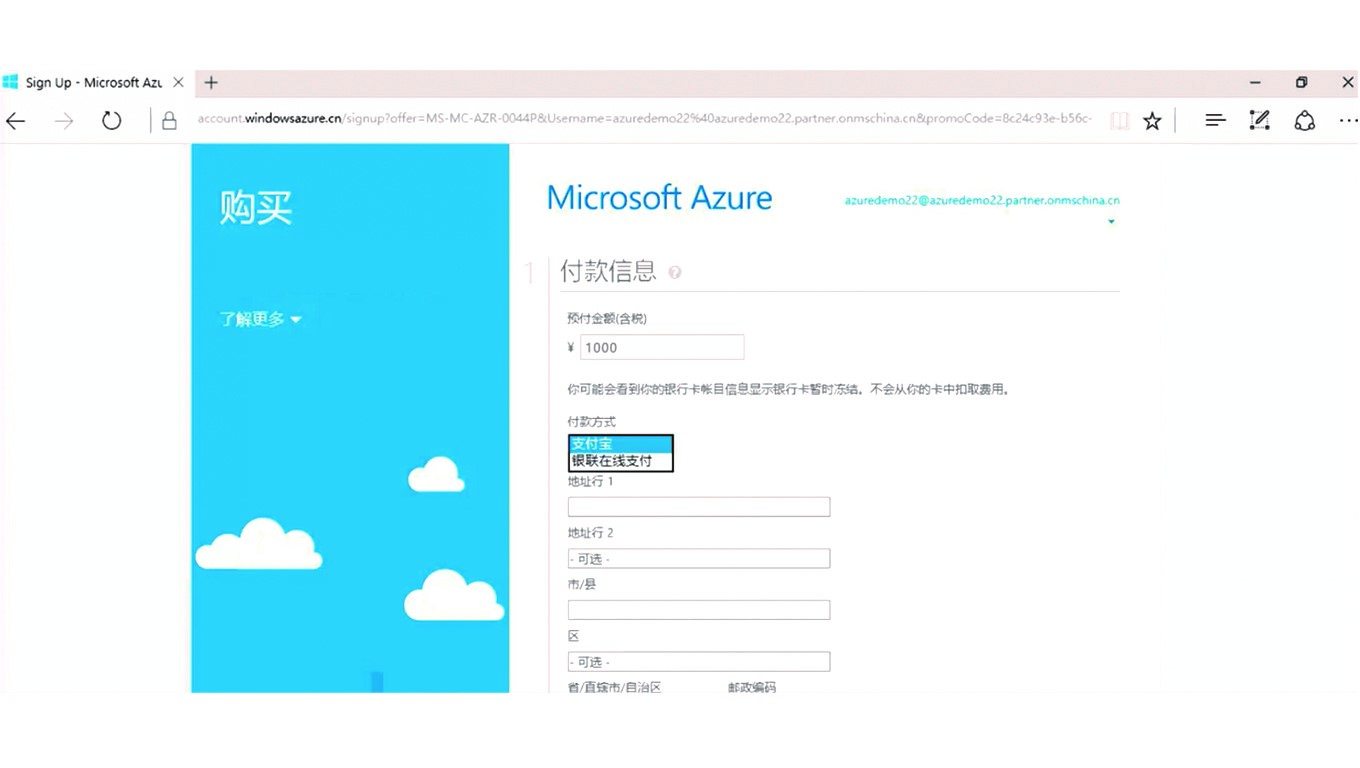 Sign Up - Microsoft Azu
account.windowsazure.cn/signup?offer=MS-MC-AZR-0044P&Username=azuredemo22%40azuredemo22.partner.onmschina.cn&promoCode=8c24c93e-b56c-
购买
Microsoft Azure
azuredemo22@azuredemo22.partner.onmschina.cn
1 付款信息 ?
了解更多
预付金额(含税)
¥ 1000
你可能会看到你的银行卡帐目信息显示银行卡暂时冻结。不会从你的卡中扣取费用。
付款方式
支付宝
银联在线支付
地址行 1
地址行 2
- 可选 -
市/县
区
- 可选 -
省/直辖市/自治区 邮政编码